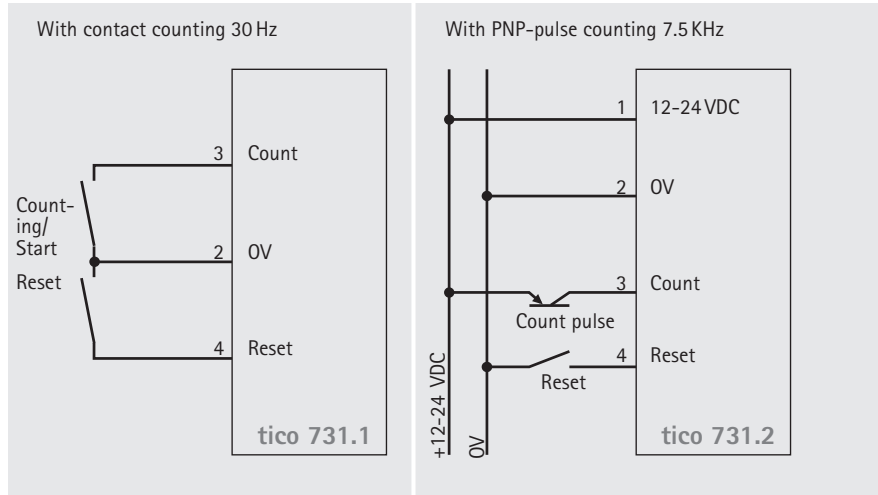 With contact counting 30 Hz
3 Count
Count-
ing/
Start
2 0V
Reset
4 Reset
tico 731.1
With PNP-pulse counting 7.5 KHz
1 12-24 VDC
2 0V
3 Count
Count pulse
4 Reset
Reset
+12-24 VDC
0V
tico 731.2